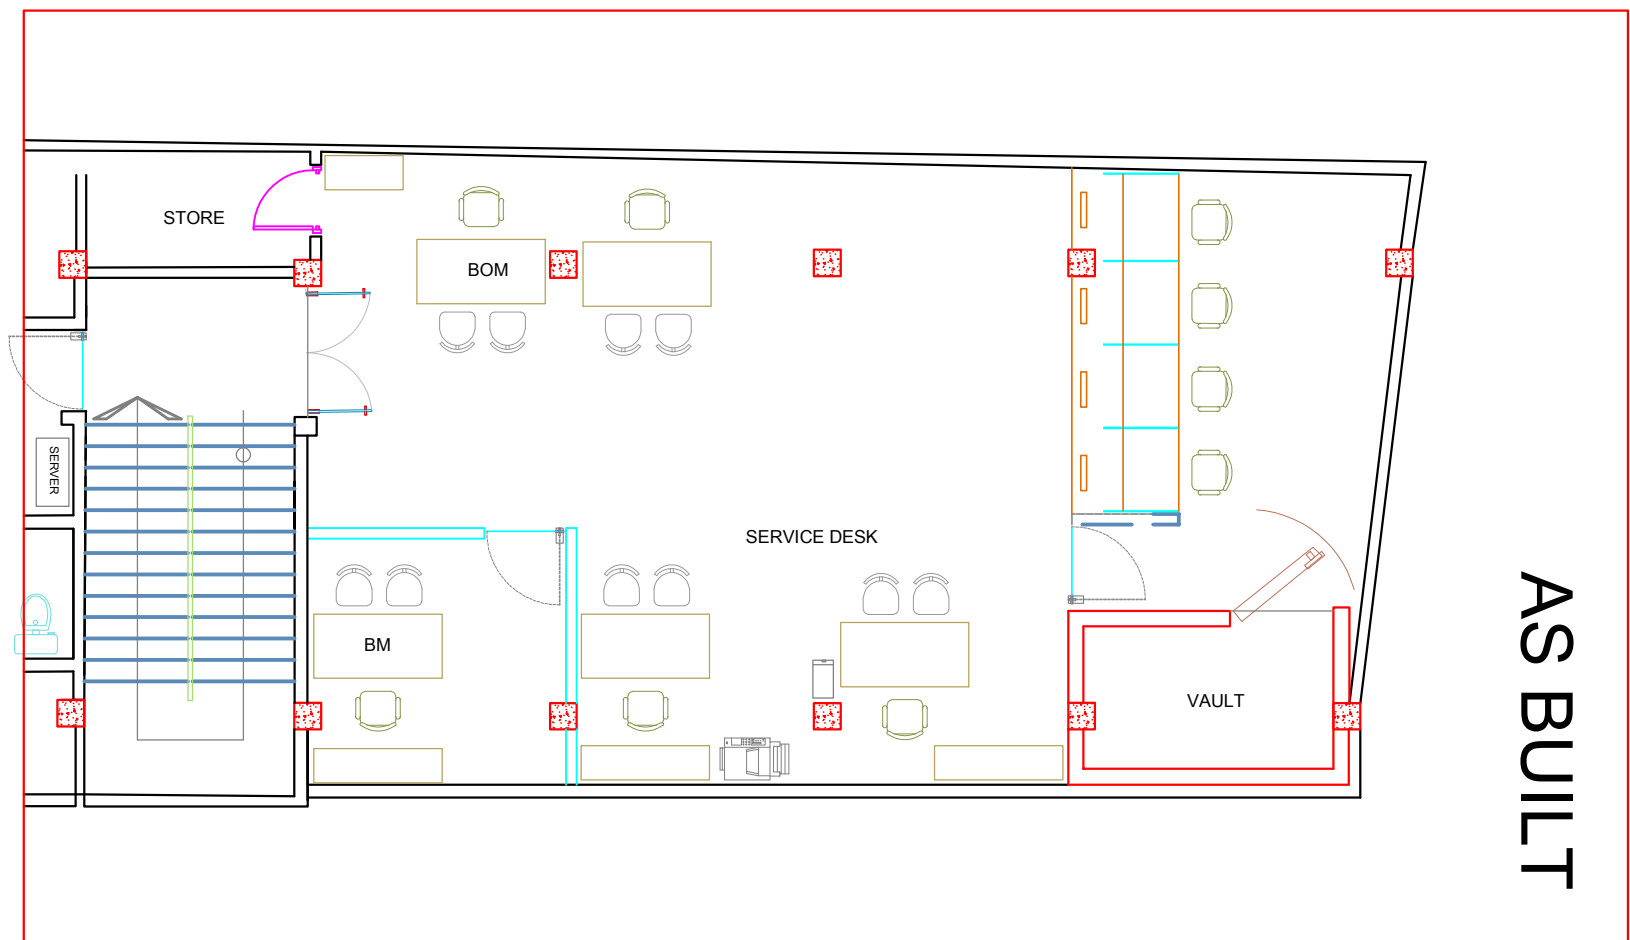 STORE
BOM
SERVER
SERVICE DESK
BM
VAULT
AS BUILT